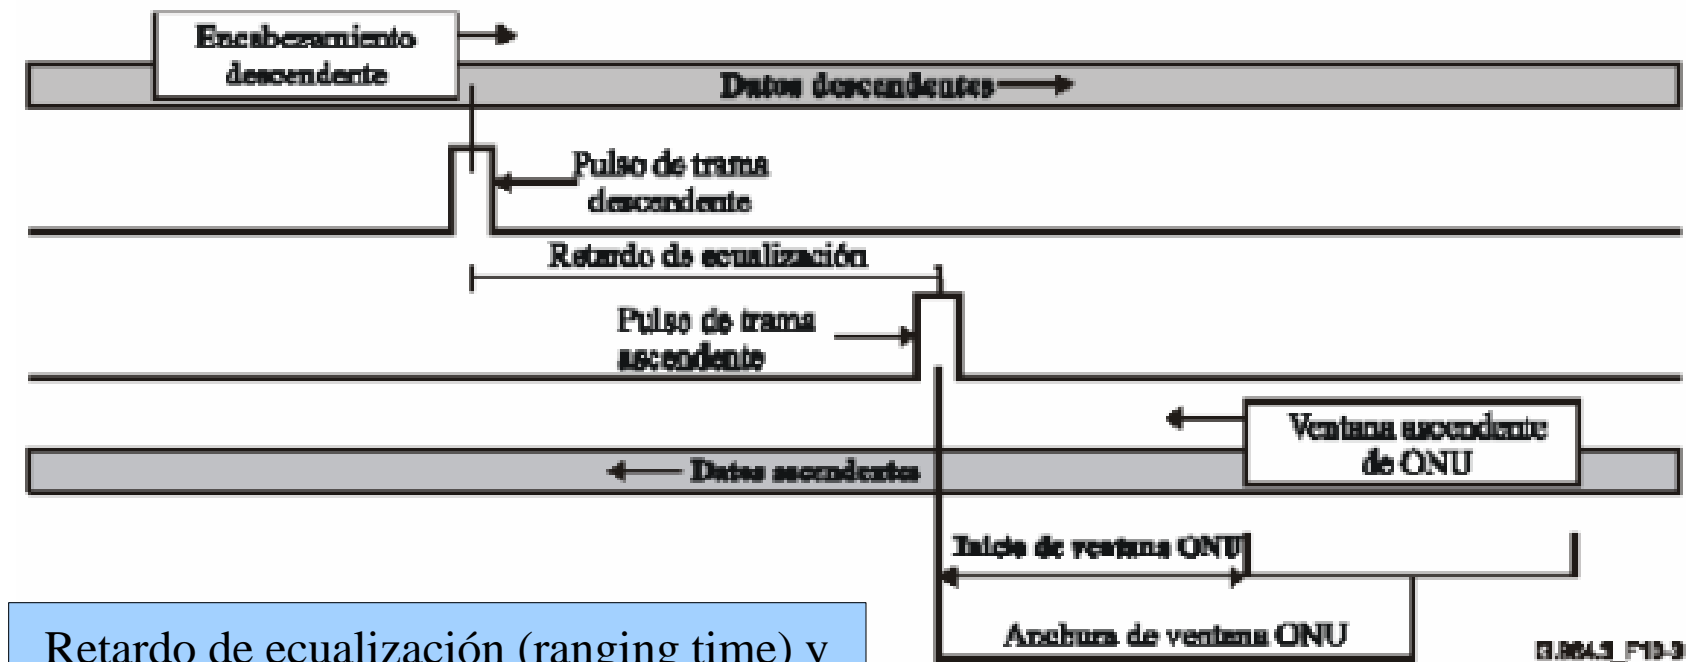 Encabezamiento
descendente
Datos descendentes
Pulso de trama
descendente
Retardo de ecualización
Pulso de trama
ascendente
Ventana ascendente
de ONU
Datos ascendentes
Inicio de ventana ONU
Anchura de ventana ONU
Retardo de ecualización (ranging time) y